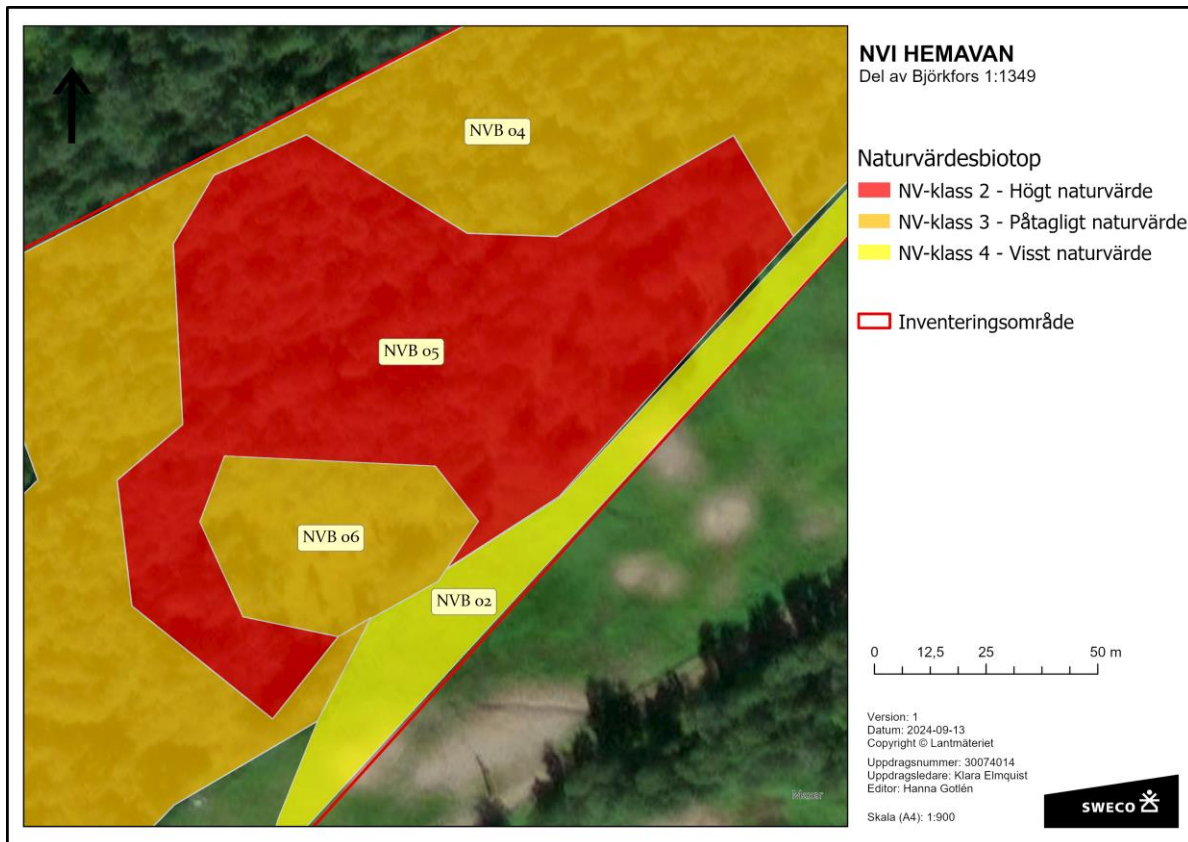 NVI HEMAVAN
Del av Björkfors 1:1349
Naturvärdesbiotop
NV-klass 2 - Högt naturvärde
NV-klass 3 - Påtagligt naturvärde
NV-klass 4 - Visst naturvärde
Inventeringsområde
NVB 04
NVB 05
NVB 06
NVB 02
Maxar
0 12,5 25 50 m
Version: 1
Datum: 2024-09-13
Copyright © Lantmäteriet
Uppdragsnummer: 30074014
Uppdragsledare: Klara Elmquist
Editor: Hanna Gotlén
Skala (A4): 1:900
SWECO